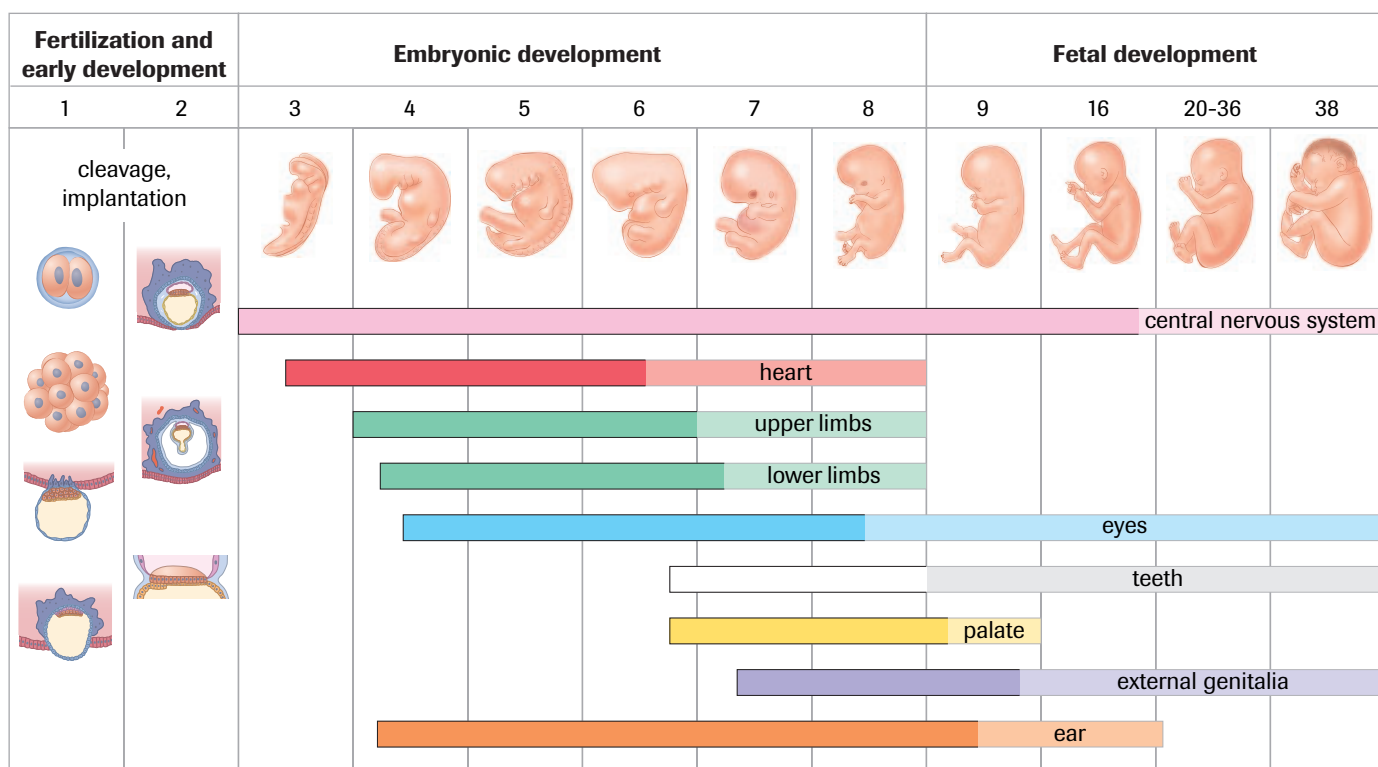 Fertilization and
early development
Embryonic development
Fetal development
1 2 3 4 5 6 7 8 9 16 20–36 38
cleavage,
implantation
central nervous system
heart
upper limbs
lower limbs
eyes
teeth
palate
external genitalia
ear